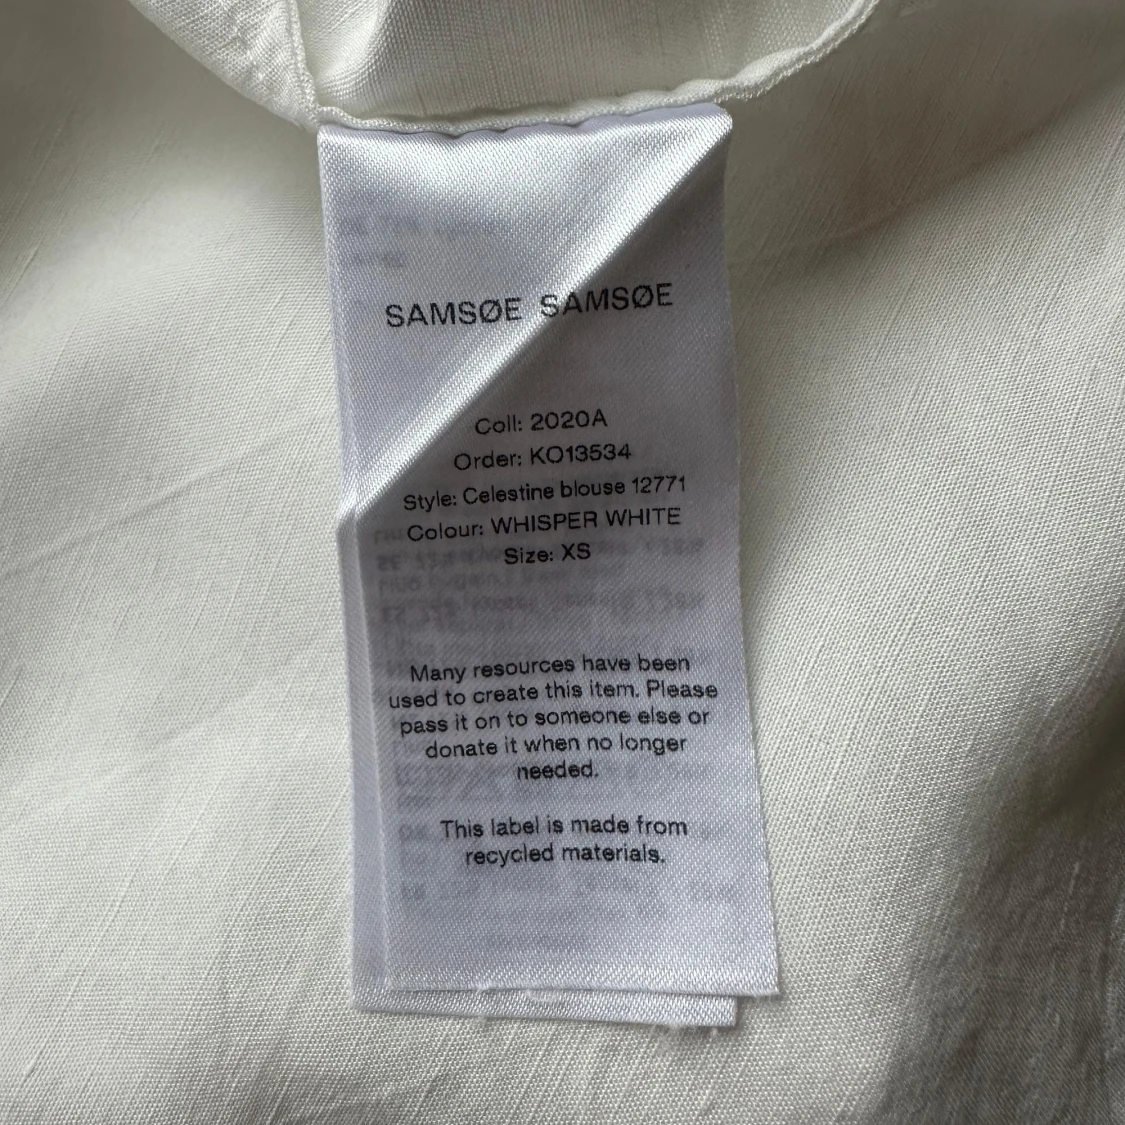 SAMSØE SAMSØE
Coll: 2020A
Order: KO13534
Style: Celestine blouse 12771
Colour: WHISPER WHITE
Size: XS
Many resources have been
used to create this item. Please
pass it on to someone else or
donate it when no longer
needed.
This label is made from
recycled materials.